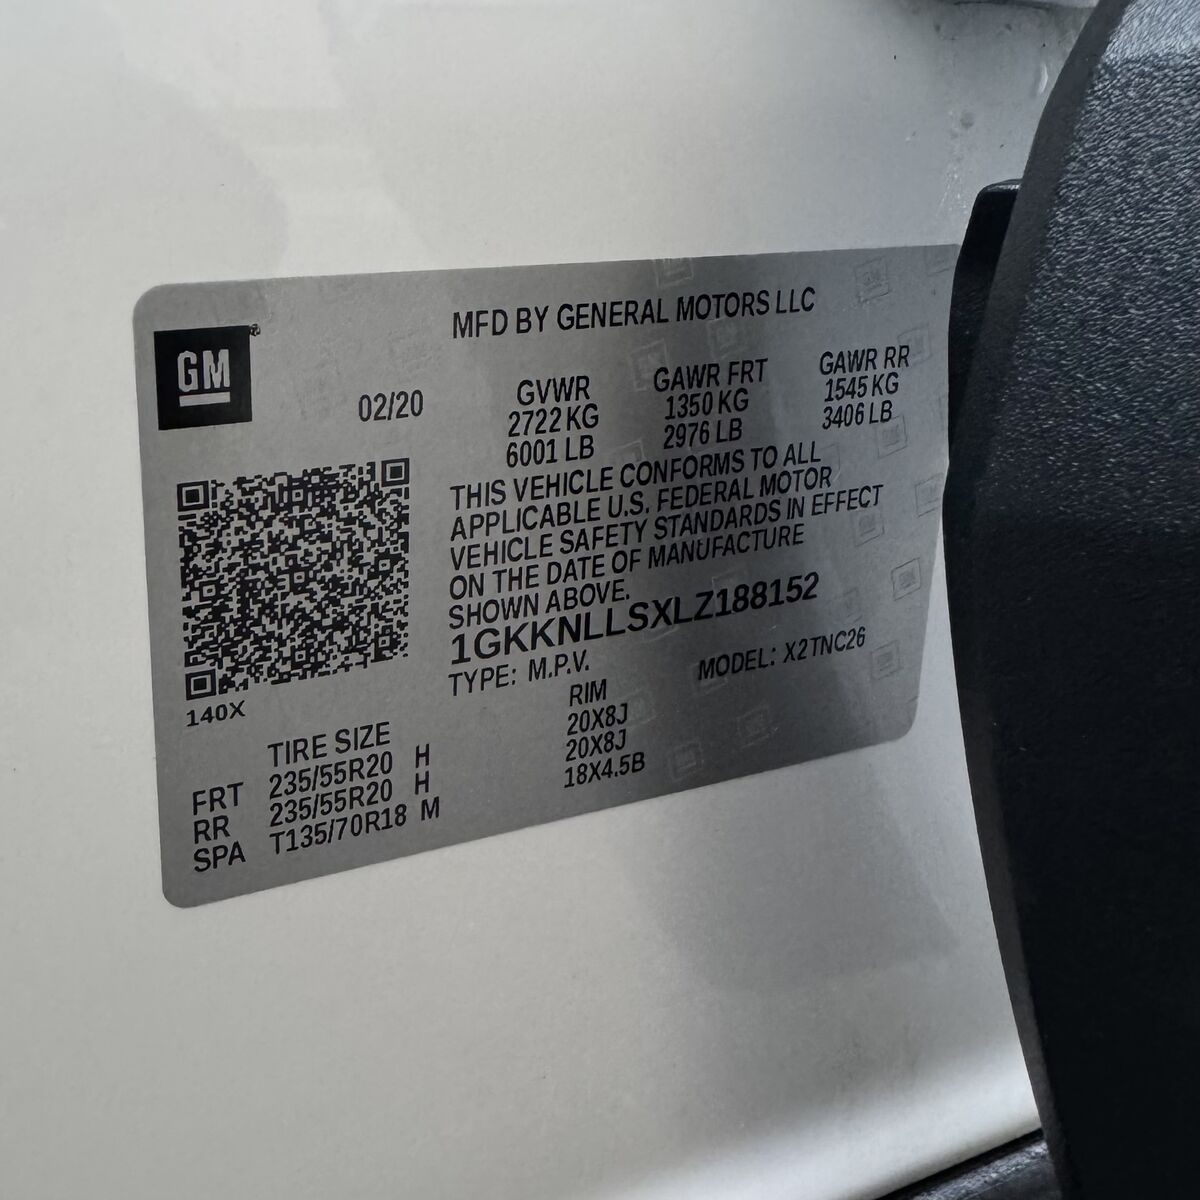 GM
MFD BY GENERAL MOTORS LLC
02/20
GVWR
2722 KG
6001 LB
GAWR FRT
1350 KG
2976 LB
GAWR RR
1545 KG
3406 LB
THIS VEHICLE CONFORMS TO ALL
APPLICABLE U.S. FEDERAL MOTOR
VEHICLE SAFETY STANDARDS IN EFFECT
ON THE DATE OF MANUFACTURE
SHOWN ABOVE.
1GKKNLLSXLZ188152
TYPE: M.P.V. MODEL: X2TNC26
140X
TIRE SIZE RIM
FRT 235/55R20 H 20X8J
RR 235/55R20 H 20X8J
SPA T135/70R18 M 18X4.5B